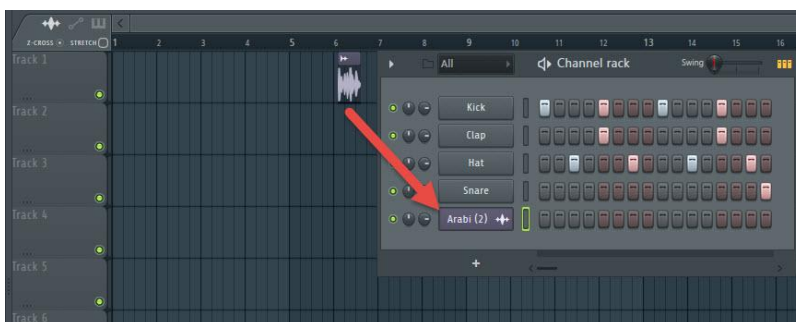 Z-CROSS STRETCH
1 2 3 4 5 6 7 8 9 10 11 12 13 14 15 16
Track 1
All
Channel rack
Swing
Track 2
Kick
Clap
Track 3
Hat
Snare
Track 4
Arabi (2)
Track 5
+
Track 6